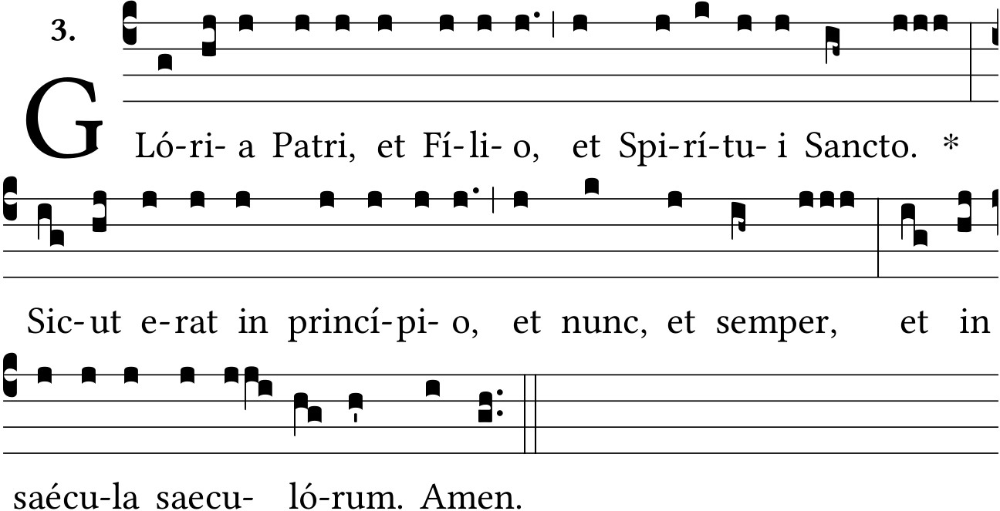 3.
GLó-ri- a Patri, et Fí-li- o, et Spi-rí-tu- i Sancto. *
Sic-ut e-rat in princí-pi- o, et nunc, et semper, et in
saécu-la saecu- ló-rum. Amen.